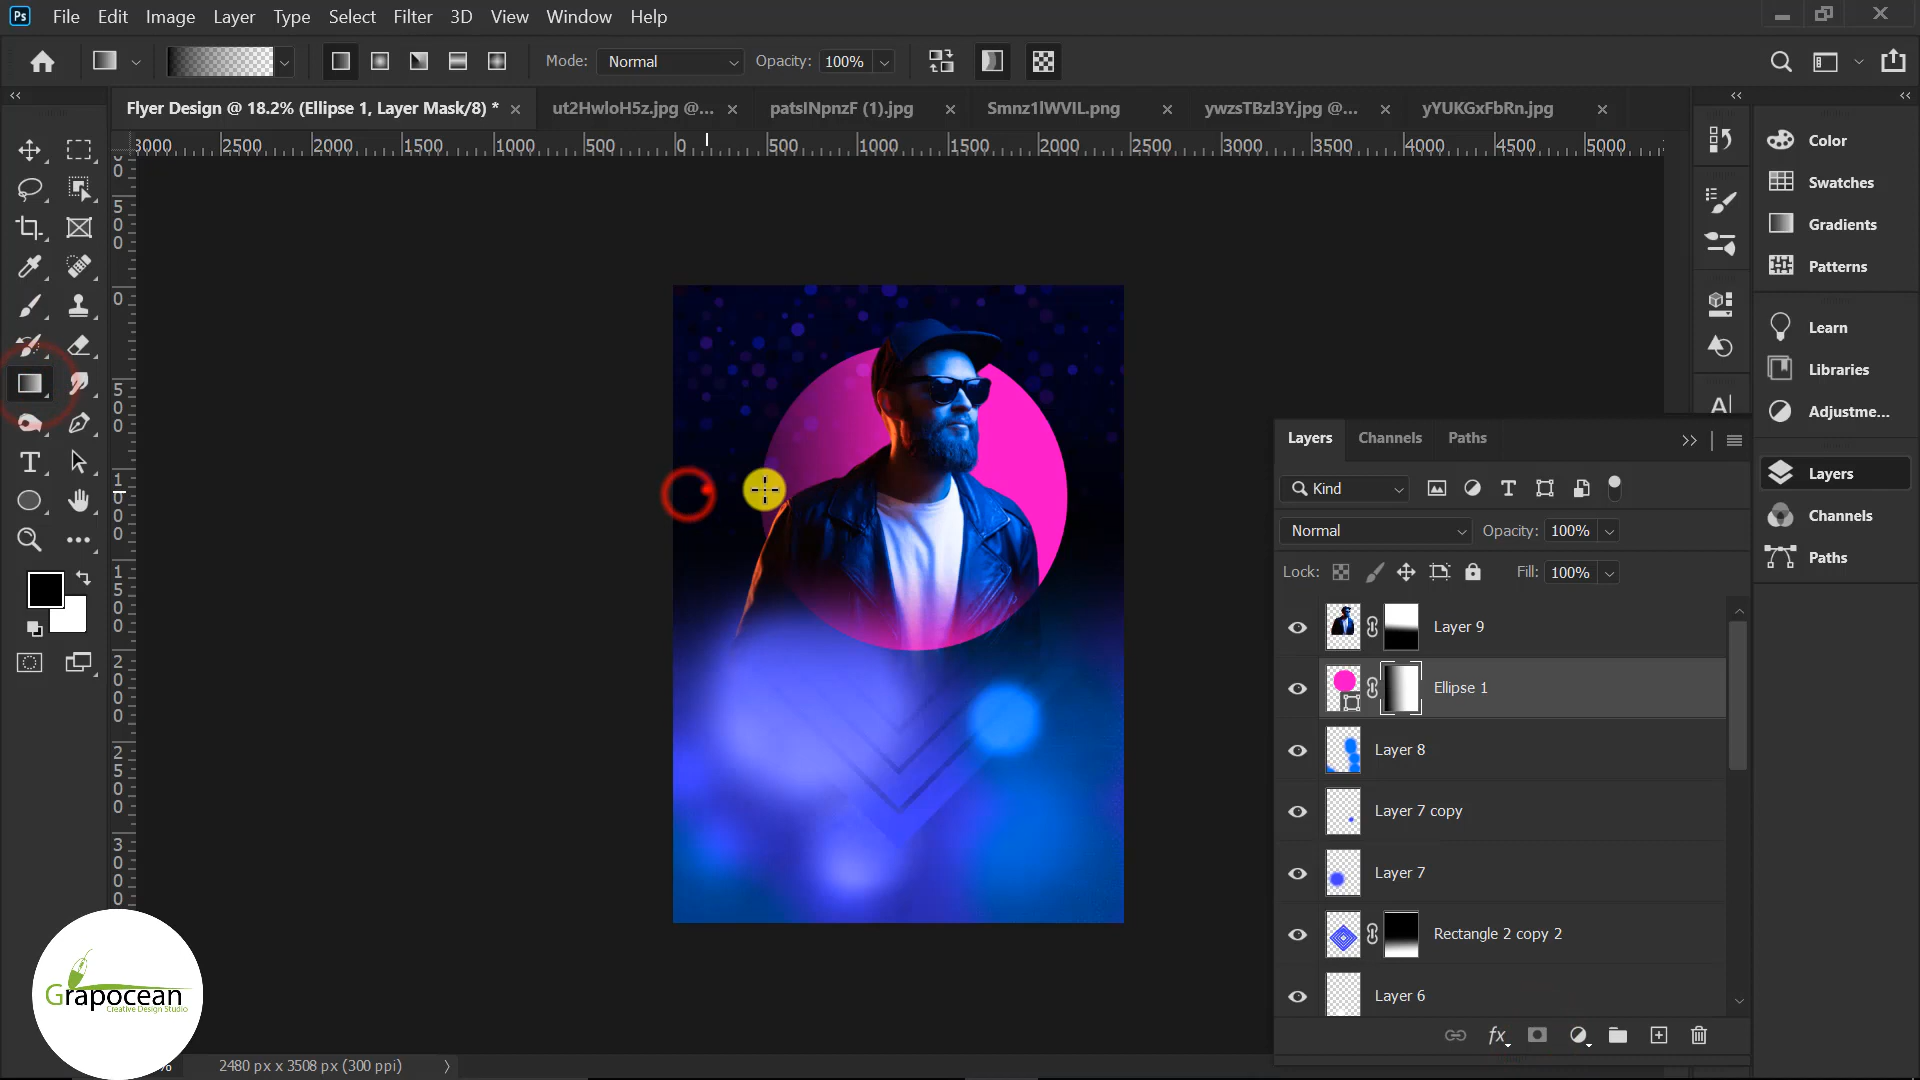 Ps File Edit Image Layer Type Select Filter 3D View Window Help
Mode: Normal Opacity: 100%
Flyer Design @ 18.2% (Ellipse 1, Layer Mask/8) * ut2HwloH5z.jpg @... patsINpnzF (1).jpg Smnz1lWVIL.png ywzsTBzl3Y.jpg @... yYUKGxFbRn.jpg
3000 2500 2000 1500 1000 500 0 500 1000 1500 2000 2500 3000 3500 4000 4500 5000
Color
Swatches
Gradients
Patterns
Learn
Libraries
Adjustme...
Layers
Channels
Paths
Layers Channels Paths
Kind
Normal Opacity: 100%
Lock: Fill: 100%
Layer 9
Ellipse 1
Layer 8
Layer 7 copy
Layer 7
Rectangle 2 copy 2
Layer 6
fx
Grapocean
Creative Design Studio
% 2480 px x 3508 px (300 ppi)